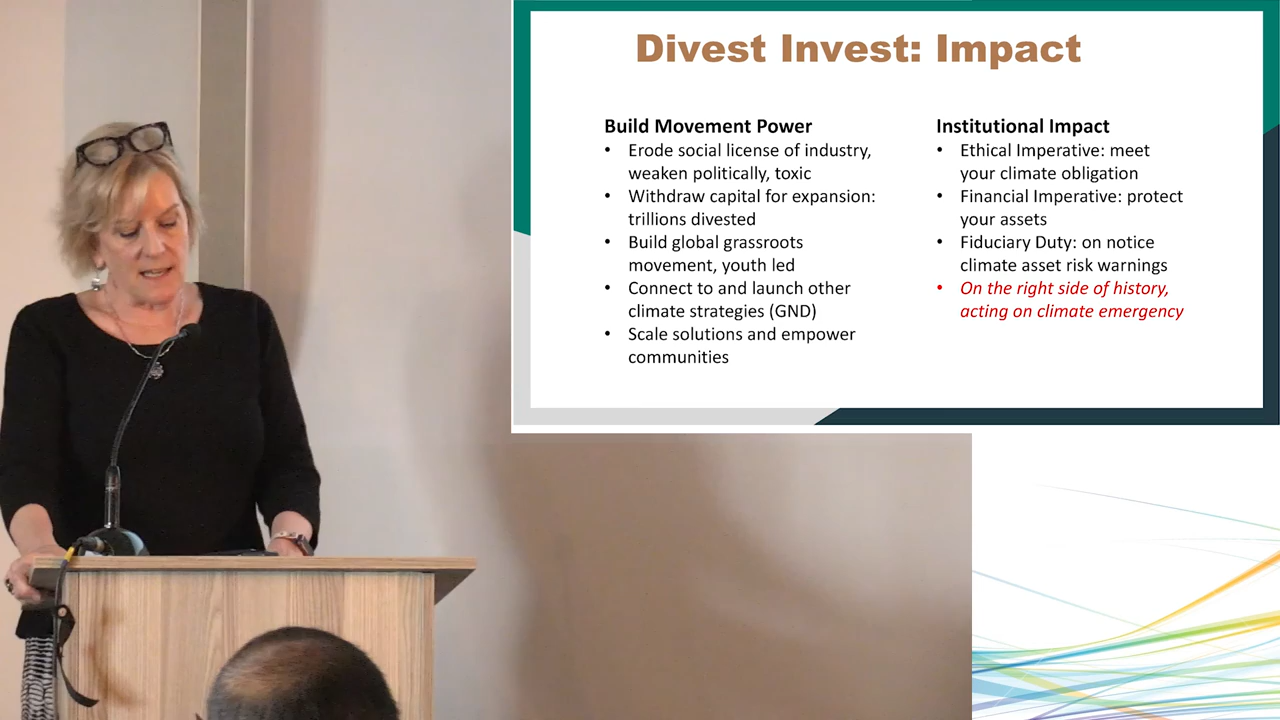 Divest Invest: Impact
Build Movement Power
• Erode social license of industry,
weaken politically, toxic
• Withdraw capital for expansion:
trillions divested
• Build global grassroots
movement, youth led
• Connect to and launch other
climate strategies (GND)
• Scale solutions and empower
communities
Institutional Impact
• Ethical Imperative: meet
your climate obligation
• Financial Imperative: protect
your assets
• Fiduciary Duty: on notice
climate asset risk warnings
• On the right side of history,
acting on climate emergency